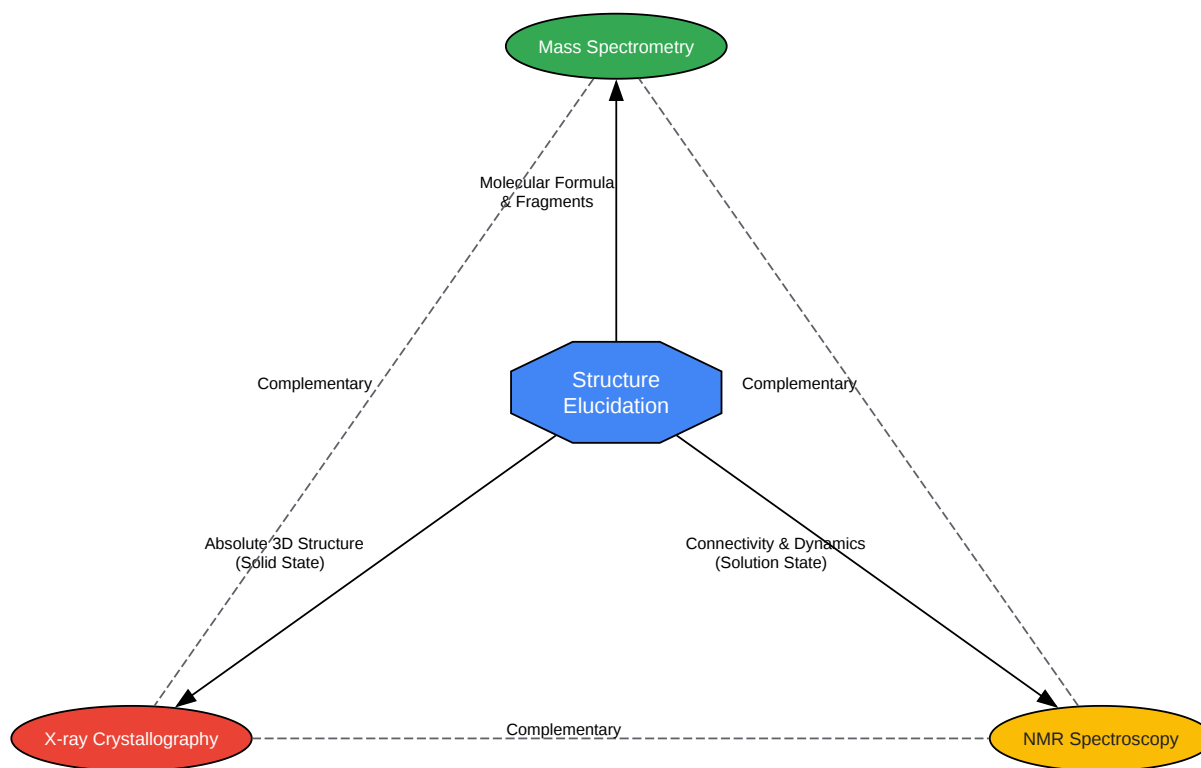 Mass Spectrometry
Molecular Formula
& Fragments
Structure
Elucidation
Complementary
Complementary
Absolute 3D Structure
(Solid State)
Connectivity & Dynamics
(Solution State)
Complementary
X-ray Crystallography
NMR Spectroscopy